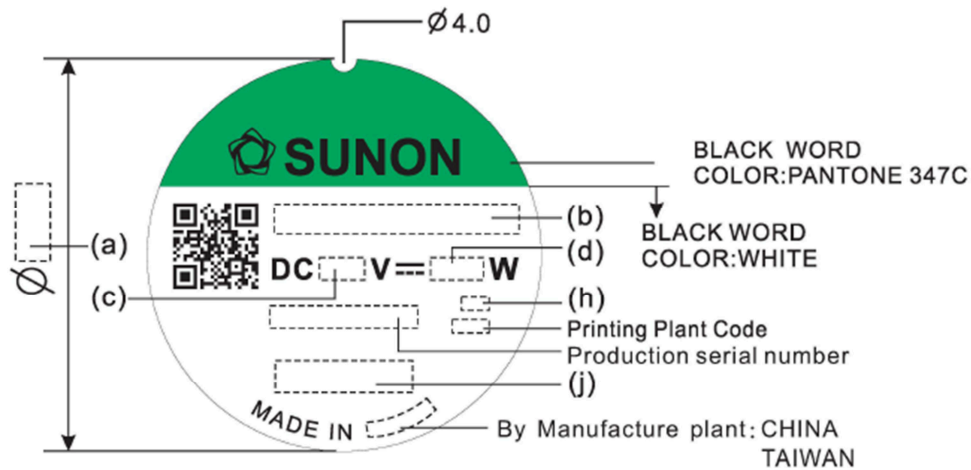 Ø4.0
SUNON
BLACK WORD
COLOR:PANTONE 347C
(b)
(a)
BLACK WORD
COLOR:WHITE
(d)
DC V⎓ W
(c)
(h)
Printing Plant Code
Production serial number
(j)
MADE IN
By Manufacture plant: CHINA
TAIWAN
Ø